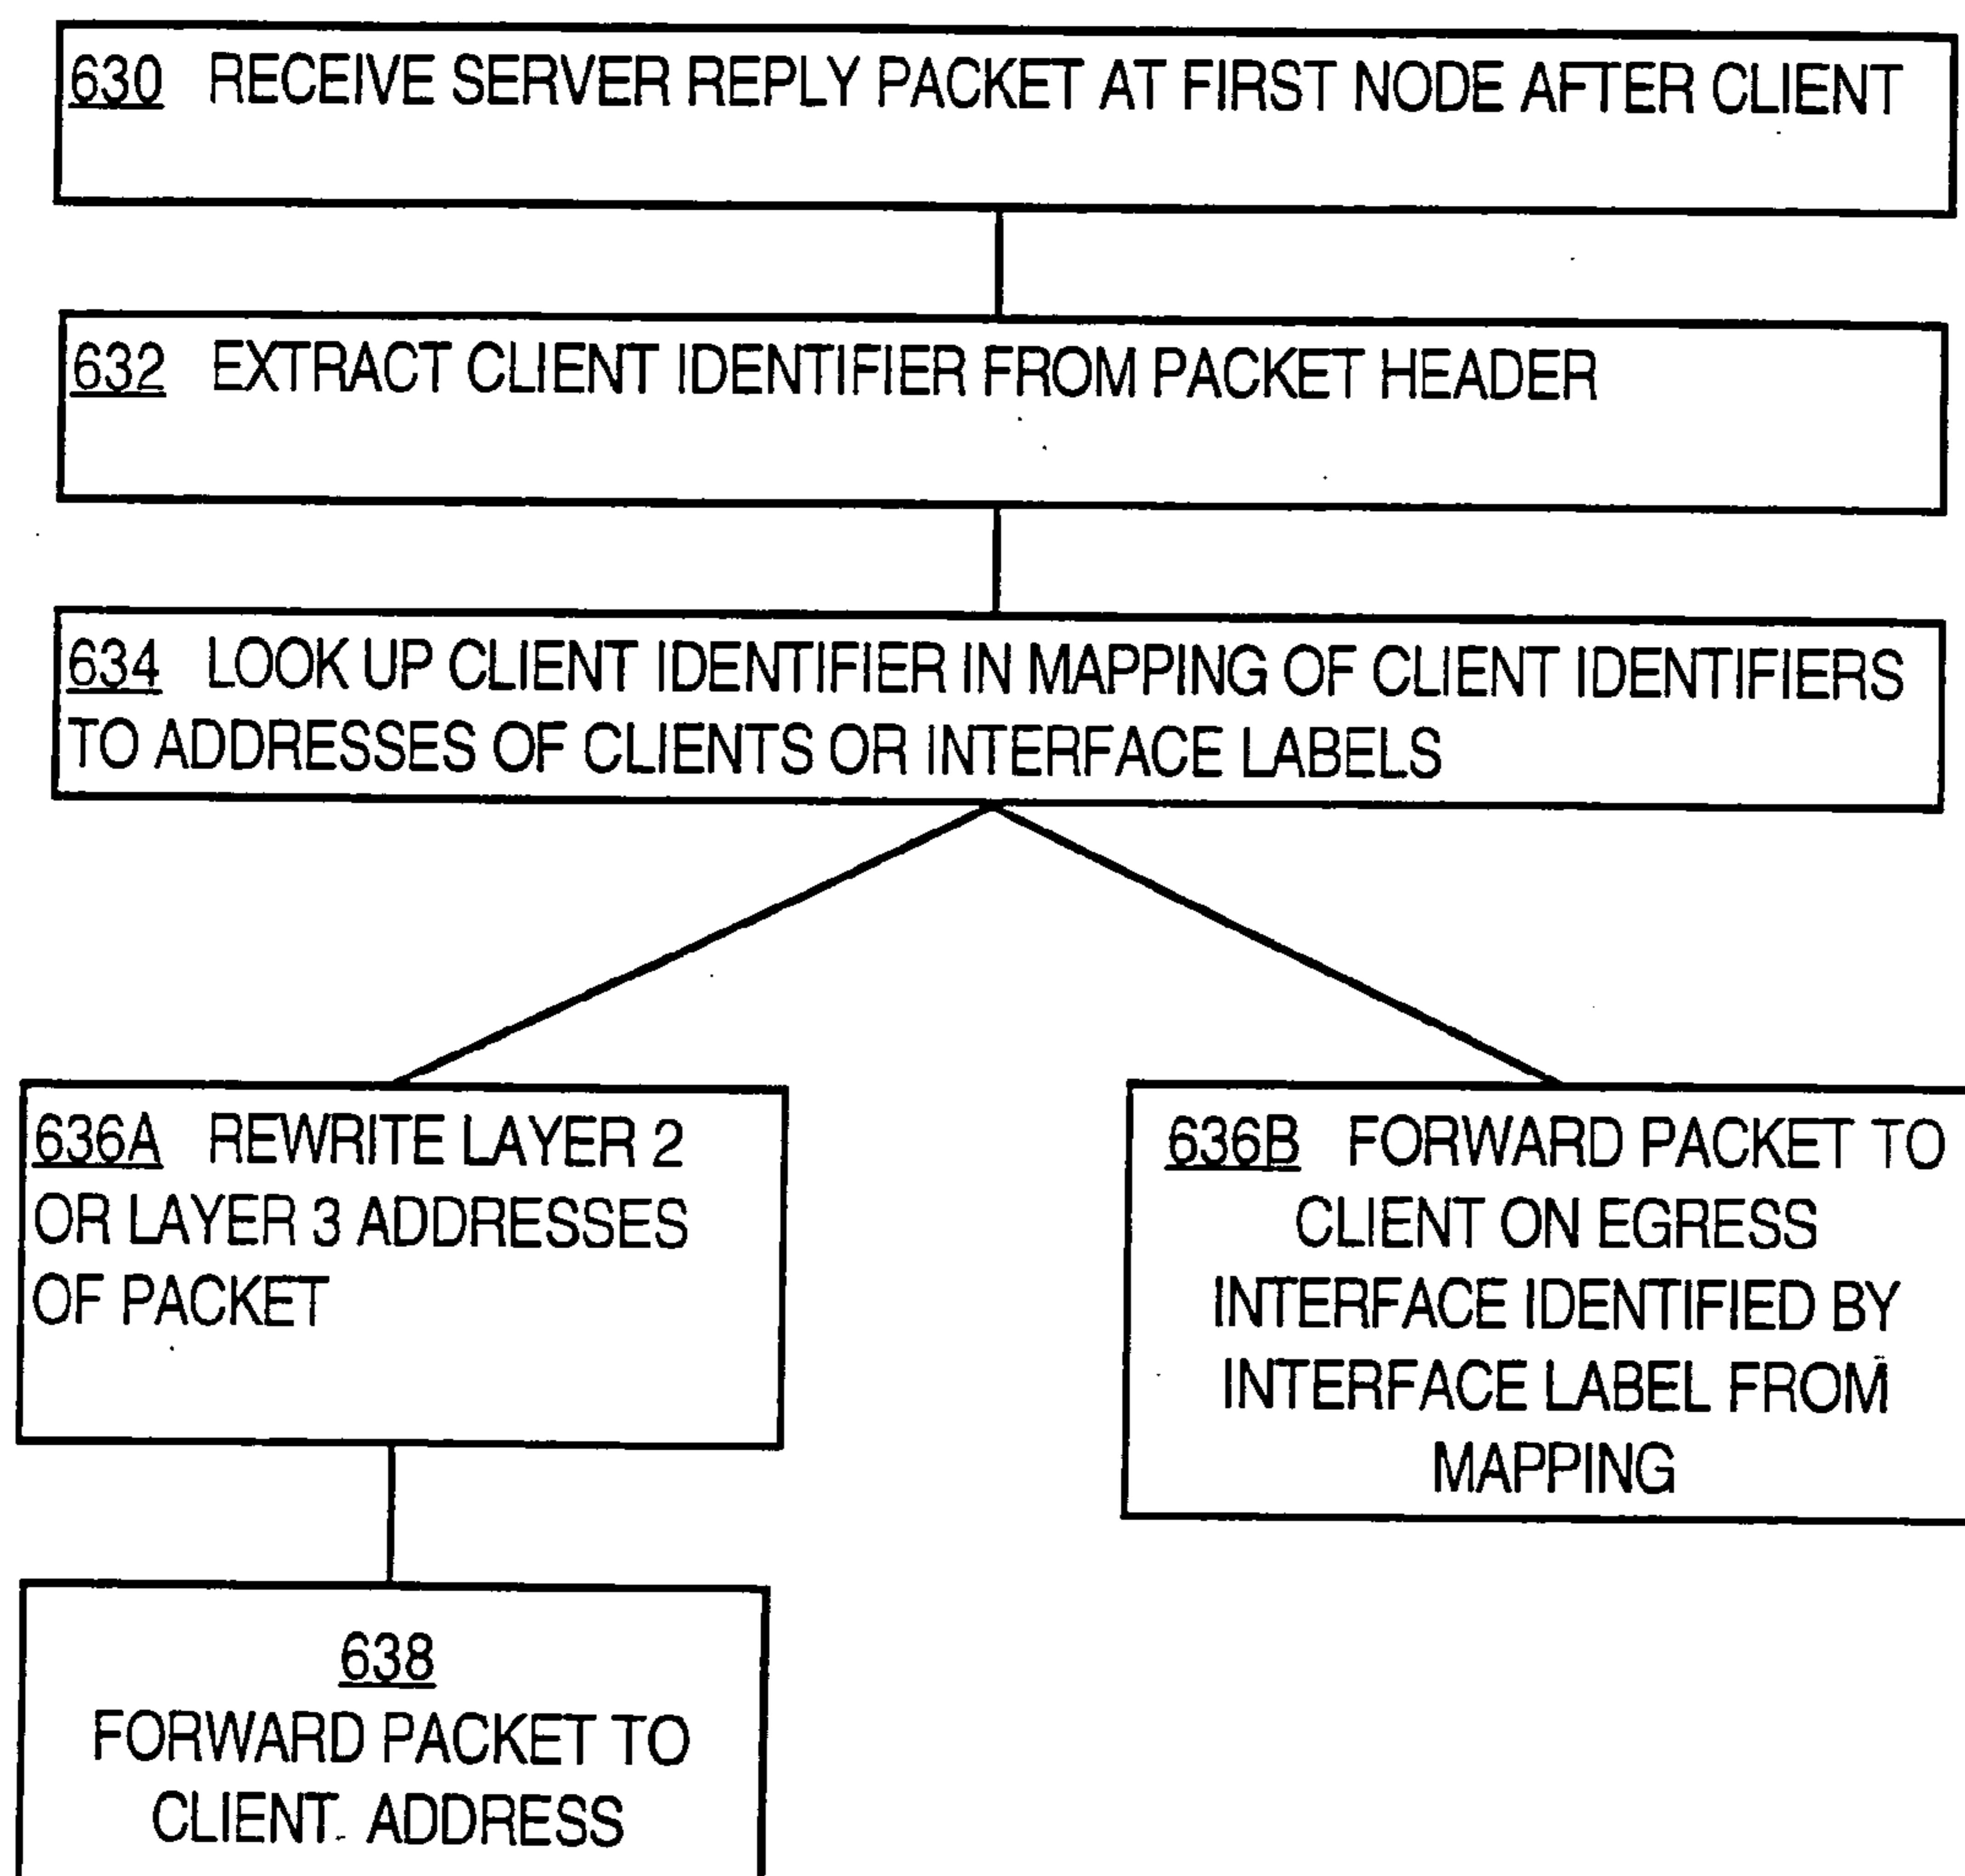 630 RECEIVE SERVER REPLY PACKET AT FIRST NODE AFTER CLIENT
632 EXTRACT CLIENT IDENTIFIER FROM PACKET HEADER
634 LOOK UP CLIENT IDENTIFIER IN MAPPING OF CLIENT IDENTIFIERS
TO ADDRESSES OF CLIENTS OR INTERFACE LABELS
636A REWRITE LAYER 2
OR LAYER 3 ADDRESSES
OF PACKET
636B FORWARD PACKET TO
CLIENT ON EGRESS
INTERFACE IDENTIFIED BY
INTERFACE LABEL FROM
MAPPING
638
FORWARD PACKET TO
CLIENT ADDRESS